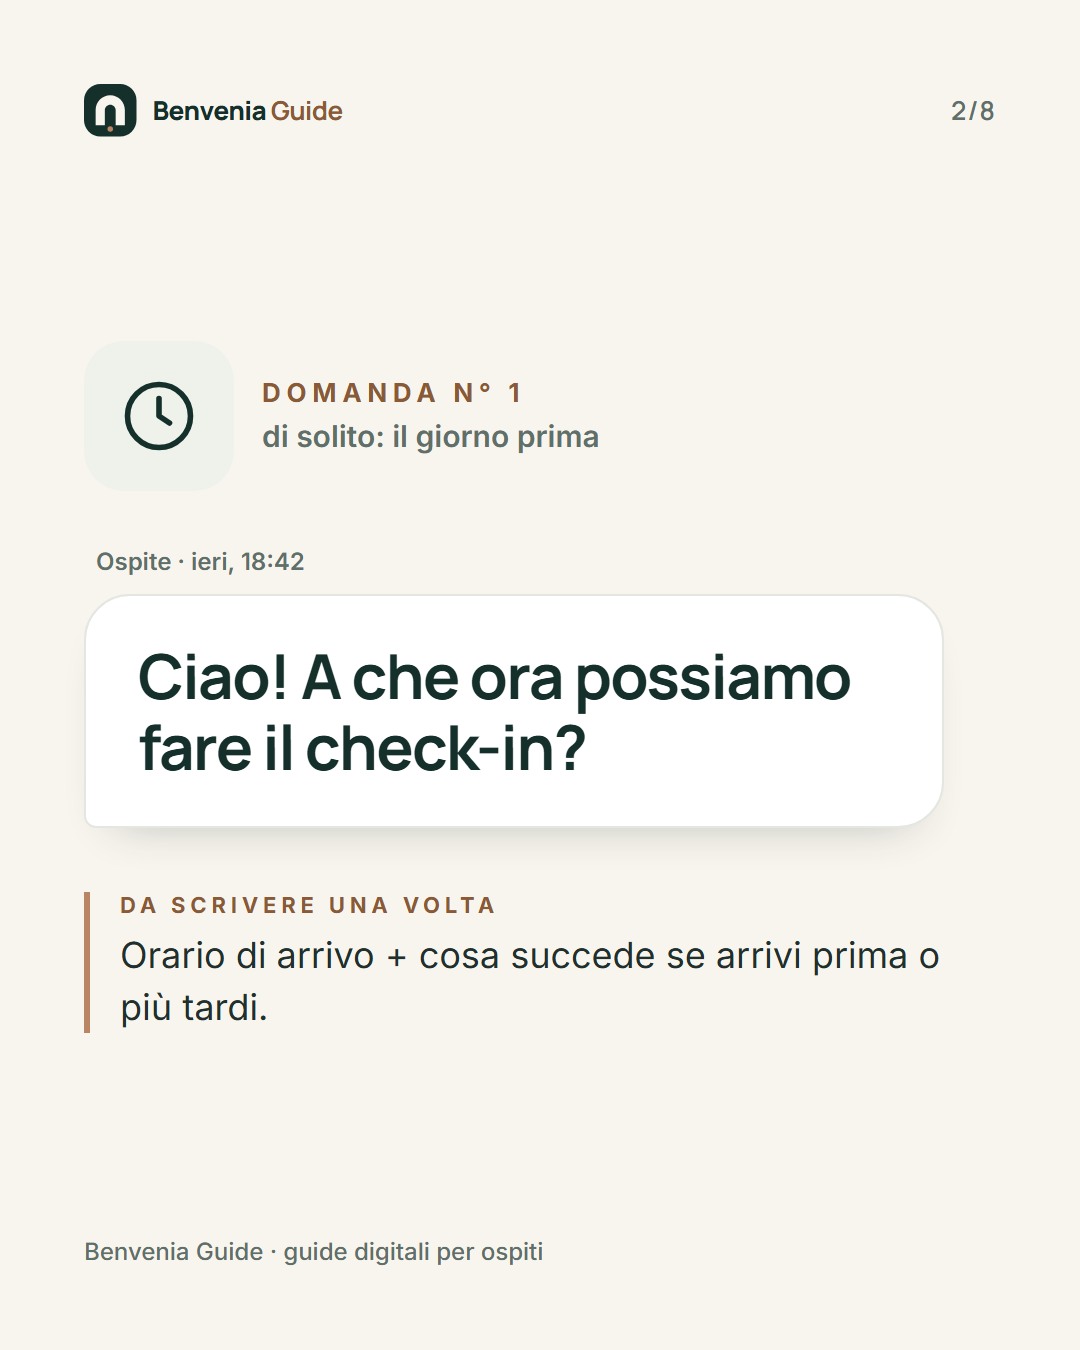 Benvenia Guide
2/8
DOMANDA N° 1
di solito: il giorno prima
Ospite · ieri, 18:42
Ciao! A che ora possiamo
fare il check-in?
DA SCRIVERE UNA VOLTA
Orario di arrivo + cosa succede se arrivi prima o
più tardi.
Benvenia Guide · guide digitali per ospiti